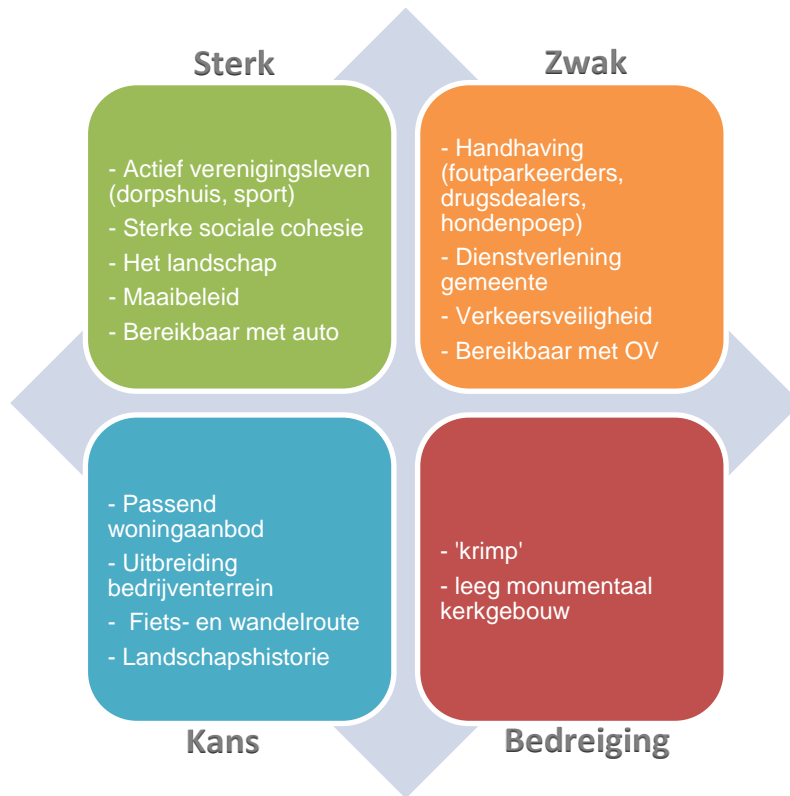 Sterk
- Actief verenigingsleven
(dorpshuis, sport)
- Sterke sociale cohesie
- Het landschap
- Maaibeleid
- Bereikbaar met auto
Zwak
- Handhaving
(foutparkeerders,
drugsdealers,
hondenpoep)
- Dienstverlening
gemeente
- Verkeersveiligheid
- Bereikbaar met OV
- Passend
woningaanbod
- Uitbreiding
bedrijventerrein
- Fiets- en wandelroute
- Landschapshistorie
Kans
- 'krimp'
- leeg monumentaal
kerkgebouw
Bedreiging